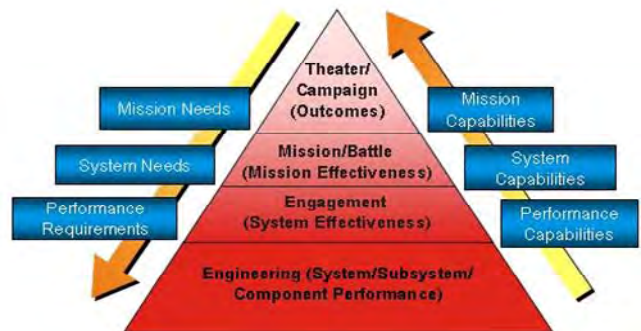 Theater/
Campaign
(Outcomes)
Mission Needs
Mission
Capabilities
Mission/Battle
(Mission Effectiveness)
System Needs
System
Capabilities
Engagement
(System Effectiveness)
Performance
Requirements
Performance
Capabilities
Engineering (System/Subsystem/
Component Performance)